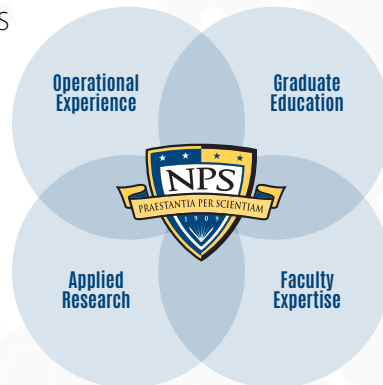 S
Operational
Experience
Graduate
Education
NPS
PRAESTANTIA PER SCIENTIAM
1909
Applied
Research
Faculty
Expertise